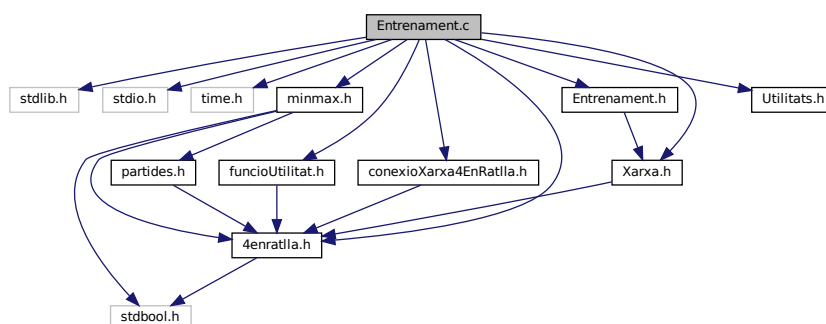 Entrenament.c
stdlib.h
stdio.h
time.h
minmax.h
Entrenament.h
Utilitats.h
partides.h
funcioUtilitat.h
conexioXarxa4EnRatlla.h
Xarxa.h
4enratlla.h
stdbool.h